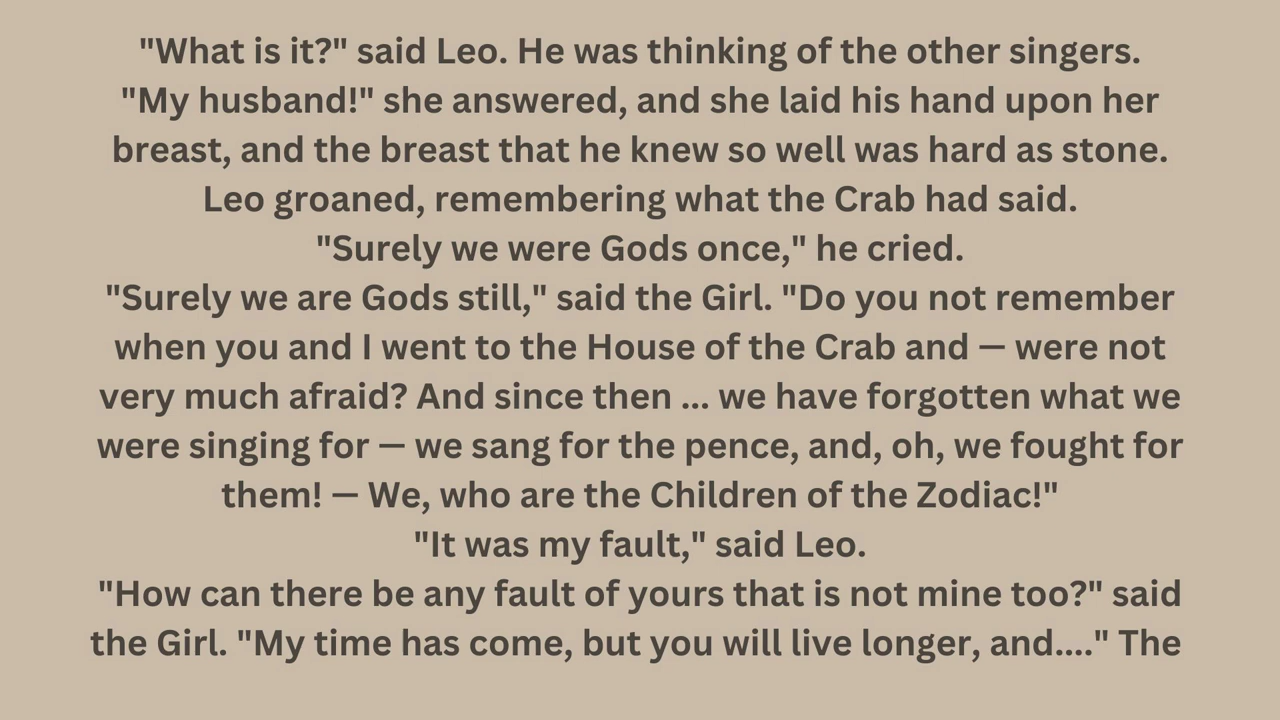 "What is it?" said Leo. He was thinking of the other singers.
"My husband!" she answered, and she laid his hand upon her
breast, and the breast that he knew so well was hard as stone.
Leo groaned, remembering what the Crab had said.
"Surely we were Gods once," he cried.
"Surely we are Gods still," said the Girl. "Do you not remember
when you and I went to the House of the Crab and — were not
very much afraid? And since then ... we have forgotten what we
were singing for — we sang for the pence, and, oh, we fought for
them! — We, who are the Children of the Zodiac!"
"It was my fault," said Leo.
"How can there be any fault of yours that is not mine too?" said
the Girl. "My time has come, but you will live longer, and...." The